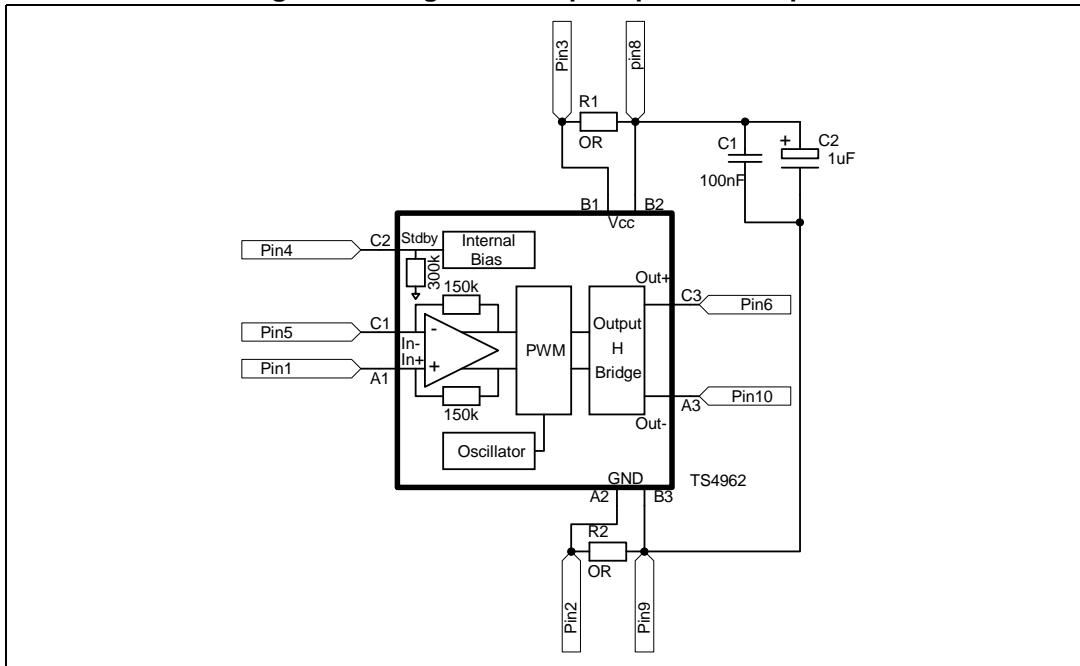 Pin3
pin8
R1
OR
C1
100nF
+
C2
1uF
B1
B2
Vcc
C2
Stdby
Internal
Bias
Pin4
300k
150k
Out+
C3
Pin6
Pin5
C1
-
In-
In+
+
Pin1
A1
PWM
Output
H
Bridge
150k
A3
Pin10
Out-
Oscillator
GND
TS4962
A2
B3
R2
OR
Pin2
Pin9